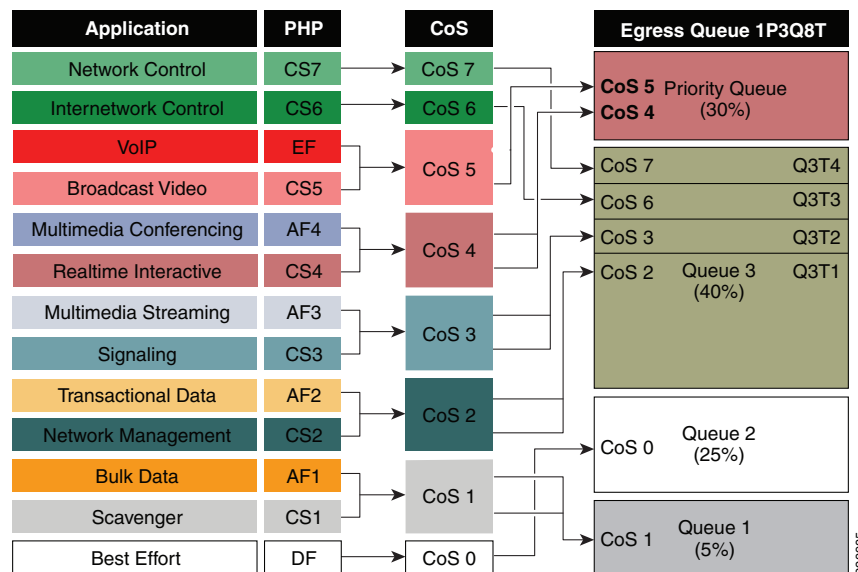 Application PHP CoS Egress Queue 1P3Q8T
Network Control CS7 CoS 7
Internetwork Control CS6 CoS 6
VoIP EF CoS 5
Broadcast Video CS5
Multimedia Conferencing AF4 CoS 4
Realtime Interactive CS4
Multimedia Streaming AF3 CoS 3
Signaling CS3
Transactional Data AF2 CoS 2
Network Management CS2
Bulk Data AF1 CoS 1
Scavenger CS1
Best Effort DF CoS 0
CoS 5 Priority Queue
CoS 4 (30%)
CoS 7 Q3T4
CoS 6 Q3T3
CoS 3 Q3T2
CoS 2 Queue 3 Q3T1
(40%)
CoS 0 Queue 2
(25%)
CoS 1 Queue 1
(5%)